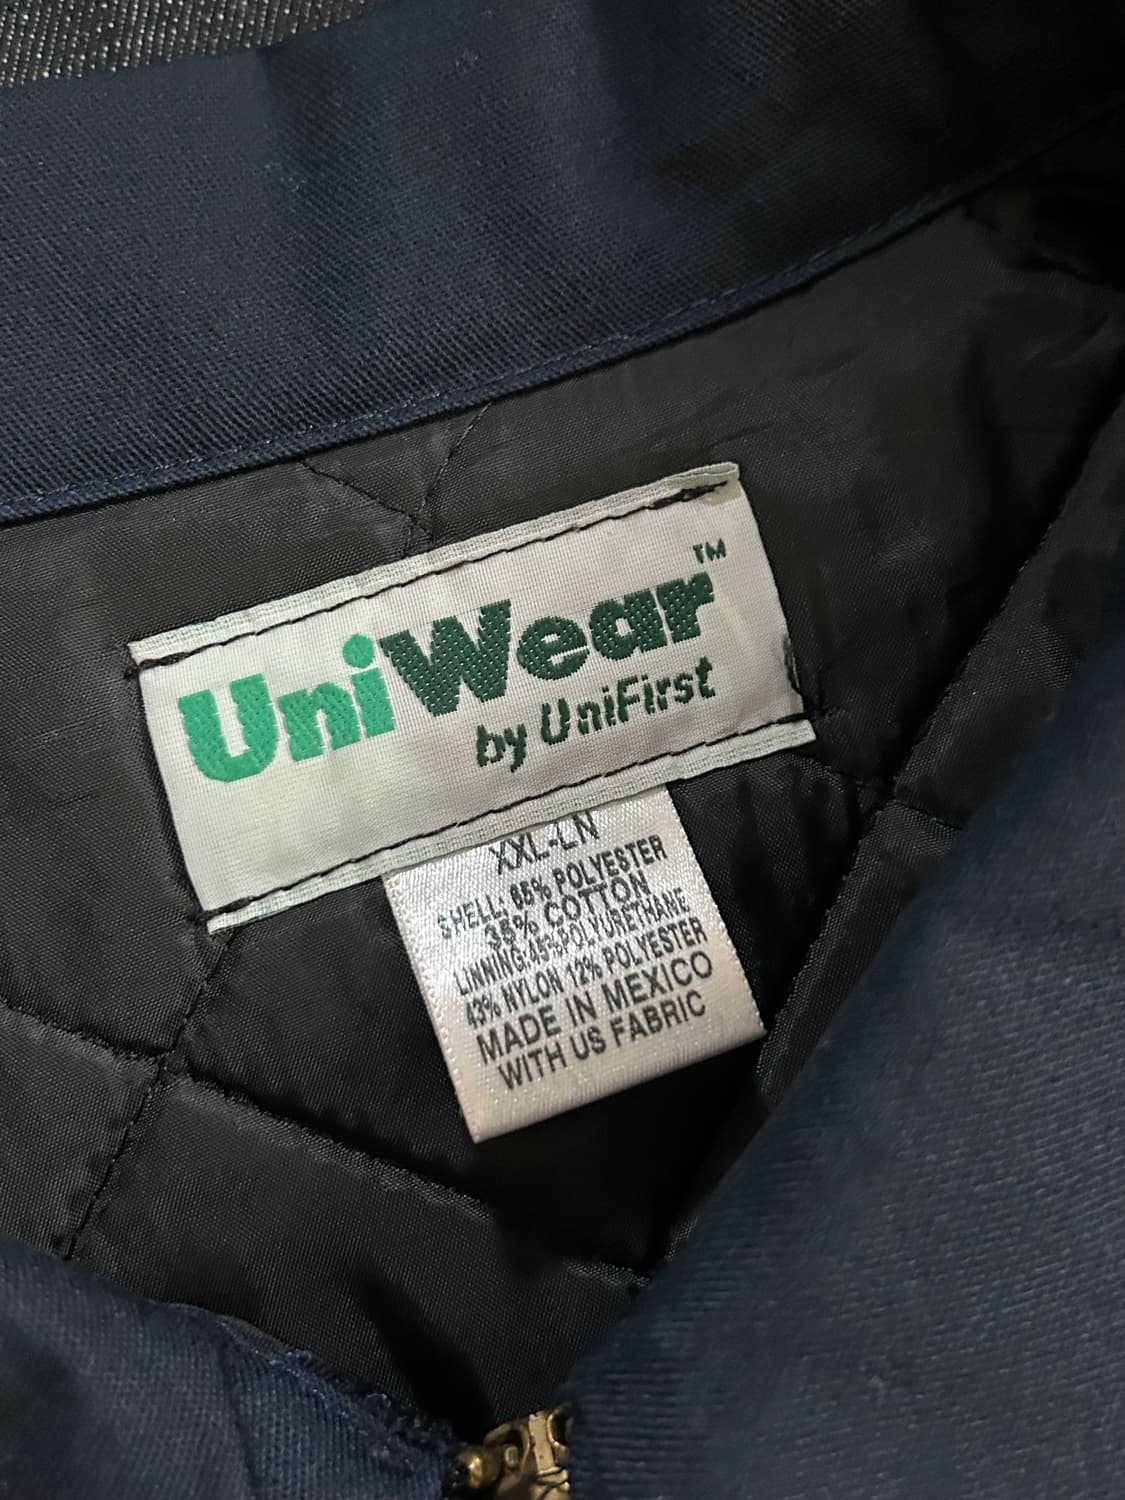 UniWear™
by UniFirst
XXL-LN
SHELL: 65% POLYESTER
35% COTTON
LINNING:45%POLYURETHANE
43% NYLON 12% POLYESTER
MADE IN MEXICO
WITH US FABRIC